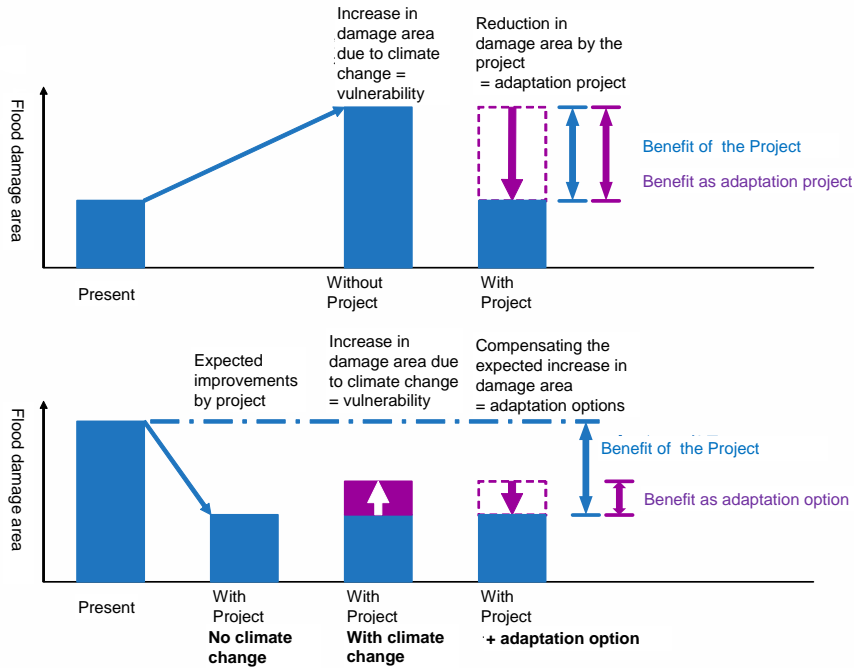 Increase in
damage area
due to climate
change =
vulnerability
Reduction in
damage area by the
project
= adaptation project
Flood damage area
Benefit of the Project
Benefit as adaptation project
Present
Without
Project
With
Project
Expected
improvements
by project
Increase in
damage area due
to climate change
= vulnerability
Compensating the
expected increase in
damage area
= adaptation options
Flood damage area
Benefit of the Project
Benefit as adaptation option
Present
With
Project
No climate
change
With
Project
With climate
change
With
Project
+ adaptation option